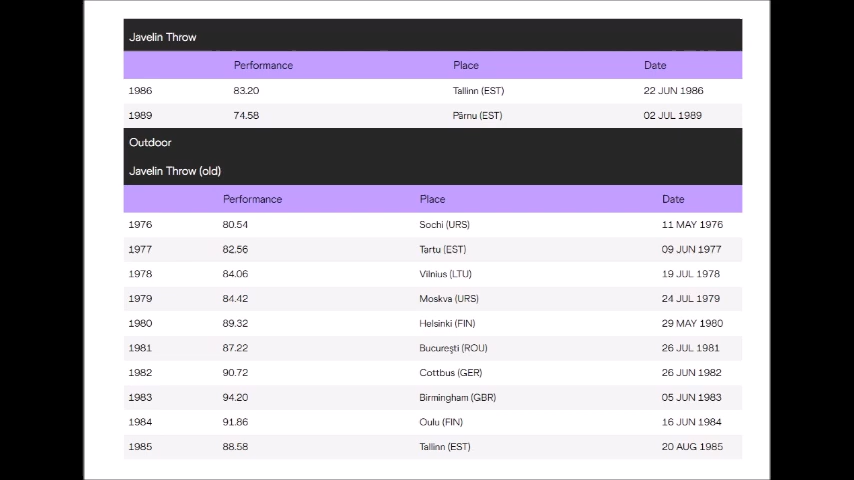 Javelin Throw
Performance Place Date
1986 83.20 Tallinn (EST) 22 JUN 1986
1989 74.58 Pärnu (EST) 02 JUL 1989
Outdoor
Javelin Throw (old)
Performance Place Date
1976 80.54 Sochi (URS) 11 MAY 1976
1977 82.56 Tartu (EST) 09 JUN 1977
1978 84.06 Vilnius (LTU) 19 JUL 1978
1979 84.42 Moskva (URS) 24 JUL 1979
1980 89.32 Helsinki (FIN) 29 MAY 1980
1981 87.22 Bucureşti (ROU) 26 JUL 1981
1982 90.72 Cottbus (GER) 26 JUN 1982
1983 94.20 Birmingham (GBR) 05 JUN 1983
1984 91.86 Oulu (FIN) 16 JUN 1984
1985 88.58 Tallinn (EST) 20 AUG 1985